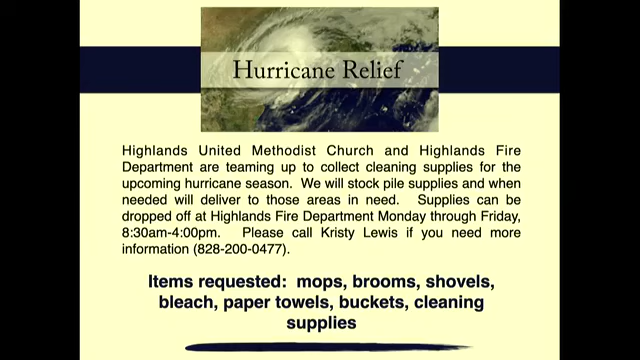 Hurricane Relief
Highlands United Methodist Church and Highlands Fire
Department are teaming up to collect cleaning supplies for the
upcoming hurricane season. We will stock pile supplies and when
needed will deliver to those areas in need. Supplies can be
dropped off at Highlands Fire Department Monday through Friday,
8:30am-4:00pm. Please call Kristy Lewis if you need more
information (828-200-0477).
Items requested: mops, brooms, shovels,
bleach, paper towels, buckets, cleaning
supplies